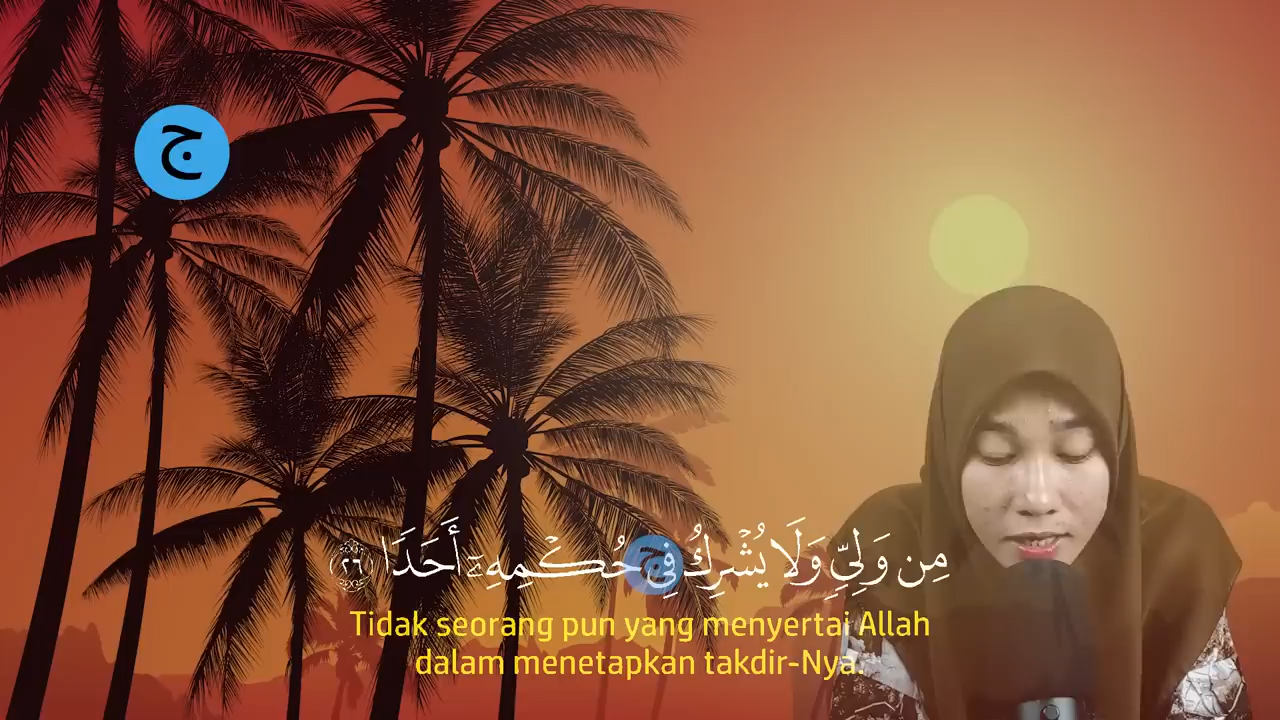 ج
مِن وَلِيٍّ وَلَا يُشْرِكُ فِي حُكْمِهِۦٓ أَحَدًا ٢٦
Tidak seorang pun yang menyertai Allah
dalam menetapkan takdir-Nya.